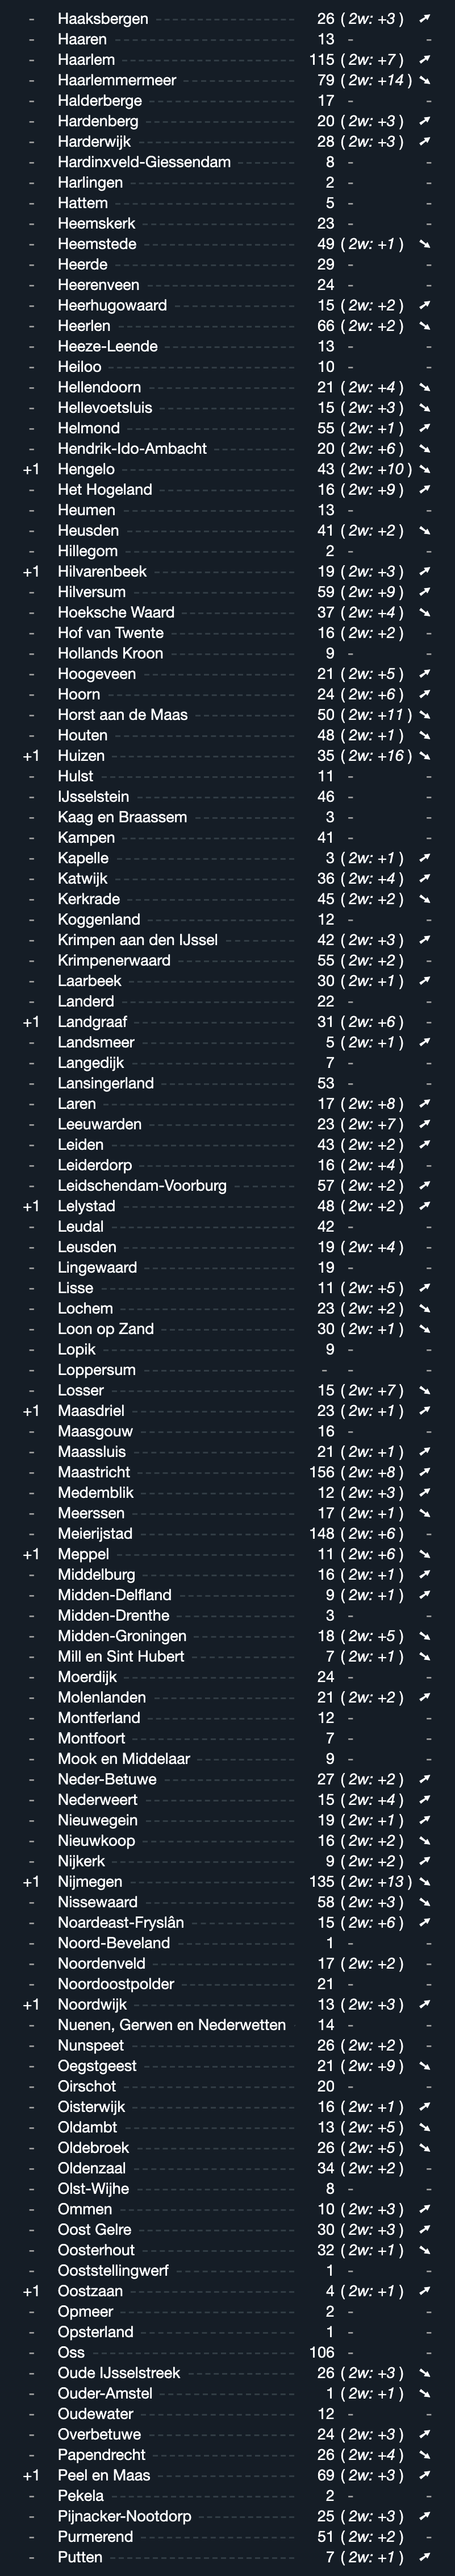 - Haaksbergen 26 ( 2w: +3 ) ➚
- Haaren 13 - -
- Haarlem 115 ( 2w: +7 ) ➚
- Haarlemmermeer 79 ( 2w: +14 ) ➘
- Halderberge 17 - -
- Hardenberg 20 ( 2w: +3 ) ➚
- Harderwijk 28 ( 2w: +3 ) ➚
- Hardinxveld-Giessendam 8 - -
- Harlingen 2 - -
- Hattem 5 - -
- Heemskerk 23 - -
- Heemstede 49 ( 2w: +1 ) ➘
- Heerde 29 - -
- Heerenveen 24 - -
- Heerhugowaard 15 ( 2w: +2 ) ➚
- Heerlen 66 ( 2w: +2 ) ➘
- Heeze-Leende 13 - -
- Heiloo 10 - -
- Hellendoorn 21 ( 2w: +4 ) ➘
- Hellevoetsluis 15 ( 2w: +3 ) ➘
- Helmond 55 ( 2w: +1 ) ➚
- Hendrik-Ido-Ambacht 20 ( 2w: +6 ) ➘
+1 Hengelo 43 ( 2w: +10 ) ➘
- Het Hogeland 16 ( 2w: +9 ) ➚
- Heumen 13 - -
- Heusden 41 ( 2w: +2 ) ➘
- Hillegom 2 - -
+1 Hilvarenbeek 19 ( 2w: +3 ) ➚
- Hilversum 59 ( 2w: +9 ) ➚
- Hoeksche Waard 37 ( 2w: +4 ) ➘
- Hof van Twente 16 ( 2w: +2 ) -
- Hollands Kroon 9 - -
- Hoogeveen 21 ( 2w: +5 ) ➚
- Hoorn 24 ( 2w: +6 ) ➚
- Horst aan de Maas 50 ( 2w: +11 ) ➘
- Houten 48 ( 2w: +1 ) ➘
+1 Huizen 35 ( 2w: +16 ) ➘
- Hulst 11 - -
- IJsselstein 46 - -
- Kaag en Braassem 3 - -
- Kampen 41 - -
- Kapelle 3 ( 2w: +1 ) ➚
- Katwijk 36 ( 2w: +4 ) ➚
- Kerkrade 45 ( 2w: +2 ) ➘
- Koggenland 12 - -
- Krimpen aan den IJssel 42 ( 2w: +3 ) ➚
- Krimpenerwaard 55 ( 2w: +2 ) -
- Laarbeek 30 ( 2w: +1 ) ➚
- Landerd 22 - -
+1 Landgraaf 31 ( 2w: +6 ) -
- Landsmeer 5 ( 2w: +1 ) ➚
- Langedijk 7 - -
- Lansingerland 53 - -
- Laren 17 ( 2w: +8 ) ➚
- Leeuwarden 23 ( 2w: +7 ) ➚
- Leiden 43 ( 2w: +2 ) ➚
- Leiderdorp 16 ( 2w: +4 ) -
- Leidschendam-Voorburg 57 ( 2w: +2 ) ➚
+1 Lelystad 48 ( 2w: +2 ) ➚
- Leudal 42 - -
- Leusden 19 ( 2w: +4 ) -
- Lingewaard 19 - -
- Lisse 11 ( 2w: +5 ) ➚
- Lochem 23 ( 2w: +2 ) ➘
- Loon op Zand 30 ( 2w: +1 ) ➘
- Lopik 9 - -
- Loppersum - - -
- Losser 15 ( 2w: +7 ) ➘
+1 Maasdriel 23 ( 2w: +1 ) ➚
- Maasgouw 16 - -
- Maassluis 21 ( 2w: +1 ) ➚
- Maastricht 156 ( 2w: +8 ) ➚
- Medemblik 12 ( 2w: +3 ) ➚
- Meerssen 17 ( 2w: +1 ) ➘
- Meierijstad 148 ( 2w: +6 ) -
+1 Meppel 11 ( 2w: +6 ) ➘
- Middelburg 16 ( 2w: +1 ) ➚
- Midden-Delfland 9 ( 2w: +1 ) ➚
- Midden-Drenthe 3 - -
- Midden-Groningen 18 ( 2w: +5 ) ➘
- Mill en Sint Hubert 7 ( 2w: +1 ) ➘
- Moerdijk 24 - -
- Molenlanden 21 ( 2w: +2 ) ➚
- Montferland 12 - -
- Montfoort 7 - -
- Mook en Middelaar 9 - -
- Neder-Betuwe 27 ( 2w: +2 ) ➚
- Nederweert 15 ( 2w: +4 ) ➚
- Nieuwegein 19 ( 2w: +1 ) ➚
- Nieuwkoop 16 ( 2w: +2 ) ➘
- Nijkerk 9 ( 2w: +2 ) ➚
+1 Nijmegen 135 ( 2w: +13 ) ➘
- Nissewaard 58 ( 2w: +3 ) ➘
- Noardeast-Fryslân 15 ( 2w: +6 ) ➚
- Noord-Beveland 1 - -
- Noordenveld 17 ( 2w: +2 ) -
- Noordoostpolder 21 - -
+1 Noordwijk 13 ( 2w: +3 ) ➚
- Nuenen, Gerwen en Nederwetten 14 - -
- Nunspeet 26 ( 2w: +2 ) -
- Oegstgeest 21 ( 2w: +9 ) ➘
- Oirschot 20 - -
- Oisterwijk 16 ( 2w: +1 ) ➚
- Oldambt 13 ( 2w: +5 ) ➘
- Oldebroek 26 ( 2w: +5 ) ➘
- Oldenzaal 34 ( 2w: +2 ) -
- Olst-Wijhe 8 - -
- Ommen 10 ( 2w: +3 ) ➚
- Oost Gelre 30 ( 2w: +3 ) ➚
- Oosterhout 32 ( 2w: +1 ) ➘
- Ooststellingwerf 1 - -
+1 Oostzaan 4 ( 2w: +1 ) ➚
- Opmeer 2 - -
- Opsterland 1 - -
- Oss 106 - -
- Oude IJsselstreek 26 ( 2w: +3 ) ➘
- Ouder-Amstel 1 ( 2w: +1 ) ➘
- Oudewater 12 - -
- Overbetuwe 24 ( 2w: +3 ) ➚
- Papendrecht 26 ( 2w: +4 ) ➘
+1 Peel en Maas 69 ( 2w: +3 ) ➚
- Pekela 2 - -
- Pijnacker-Nootdorp 25 ( 2w: +3 ) ➚
- Purmerend 51 ( 2w: +2 ) -
- Putten 7 ( 2w: +1 ) ➚